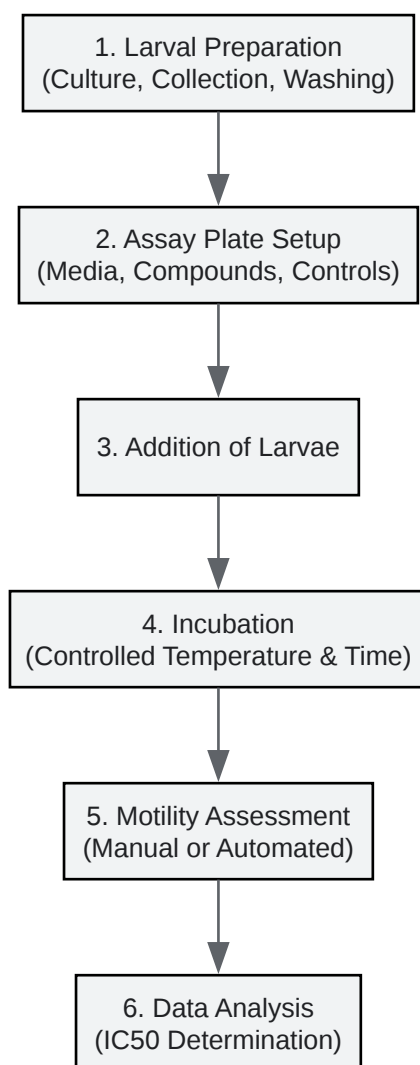 1. Larval Preparation
(Culture, Collection, Washing)
2. Assay Plate Setup
(Media, Compounds, Controls)
3. Addition of Larvae
4. Incubation
(Controlled Temperature & Time)
5. Motility Assessment
(Manual or Automated)
6. Data Analysis
(IC50 Determination)